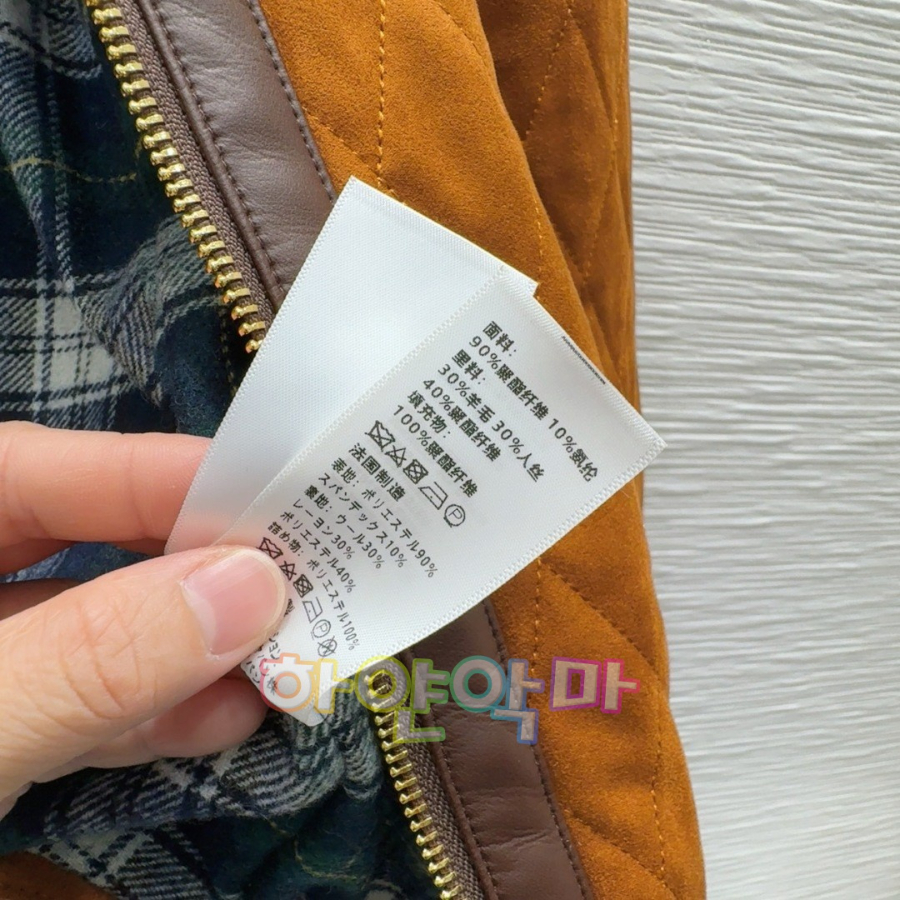 面料：
90%聚酯纤维 10%氨纶
里料：
30%羊毛 30%人丝
40%聚酯纤维
填充物：
100%聚酯纤维
法国制造
表地：ポリエステル90%
スパンデックス10%
裏地：ウール30%
レーヨン30%
ポリエステル40%
詰め物：ポリエステル100%
하얀악마